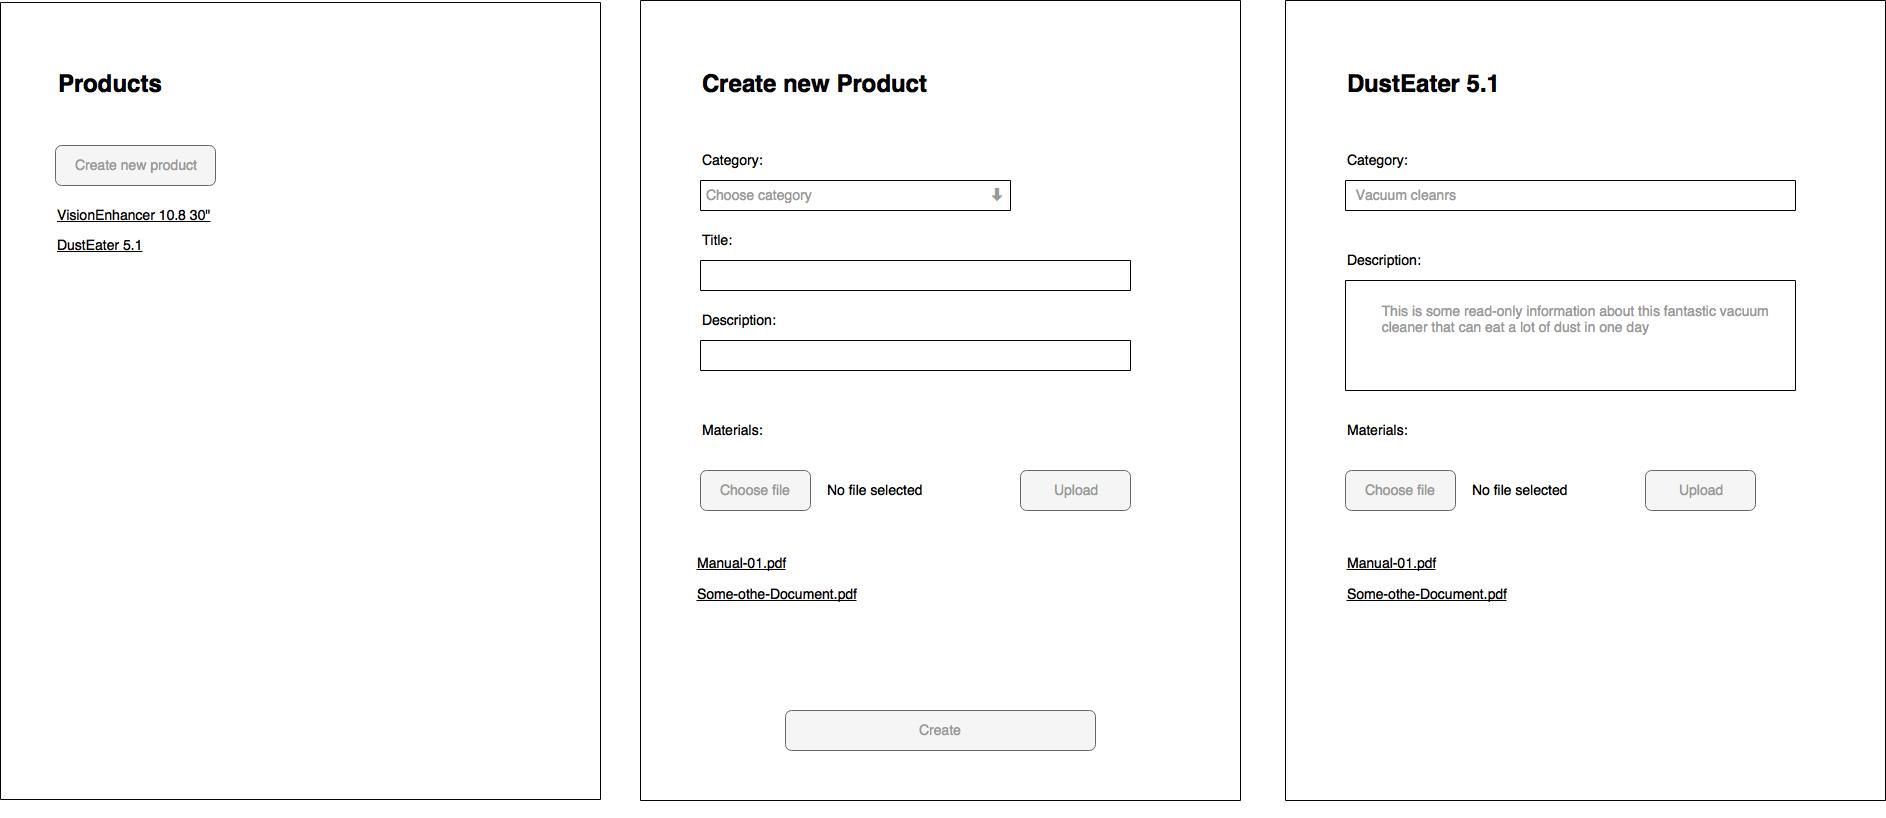 Products
Create new product
VisionEnhancer 10.8 30"
DustEater 5.1
Create new Product
Category:
Choose category
Title:
Description:
Materials:
Choose file
No file selected
Upload
Manual-01.pdf
Some-othe-Document.pdf
Create
DustEater 5.1
Category:
Vacuum cleanrs
Description:
This is some read-only information about this fantastic vacuum
cleaner that can eat a lot of dust in one day
Materials:
Choose file
No file selected
Upload
Manual-01.pdf
Some-othe-Document.pdf